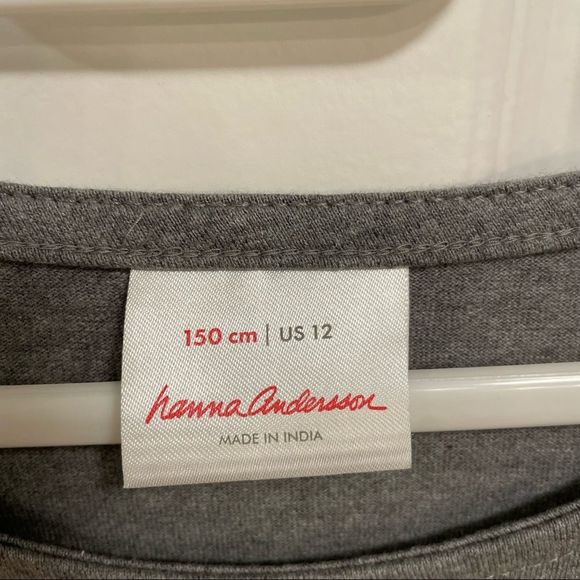 150 cm | US 12
hanna andersson
MADE IN INDIA